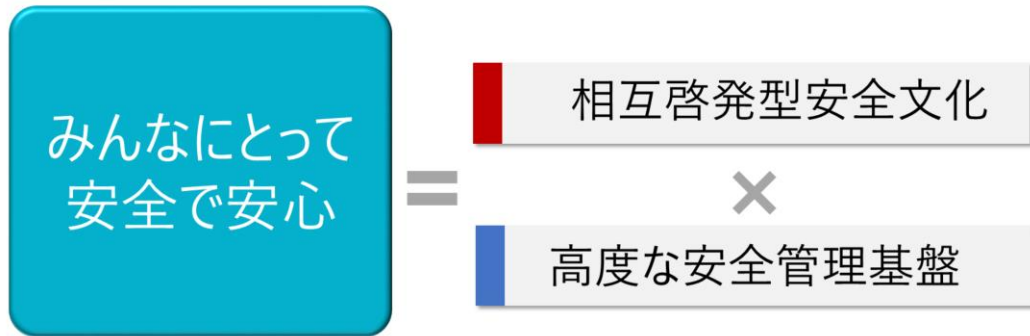 みんなにとって
安全で安心
=
相互啓発型安全文化
×
高度な安全管理基盤